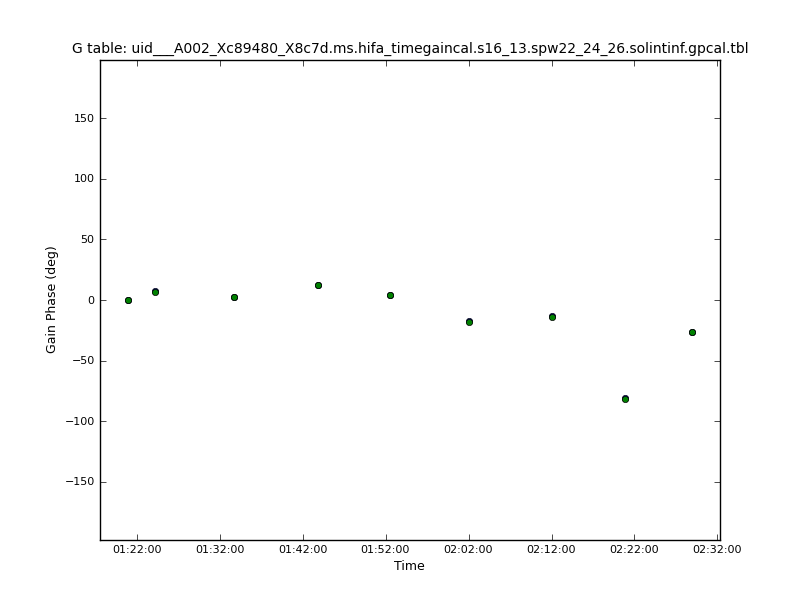 G table: uid___A002_Xc89480_X8c7d.ms.hifa_timegaincal.s16_13.spw22_24_26.solintinf.gpcal.tbl
150
100
50
0
−50
−100
−150
Gain Phase (deg)
01:22:00 01:32:00 01:42:00 01:52:00 02:02:00 02:12:00 02:22:00 02:32:00
Time